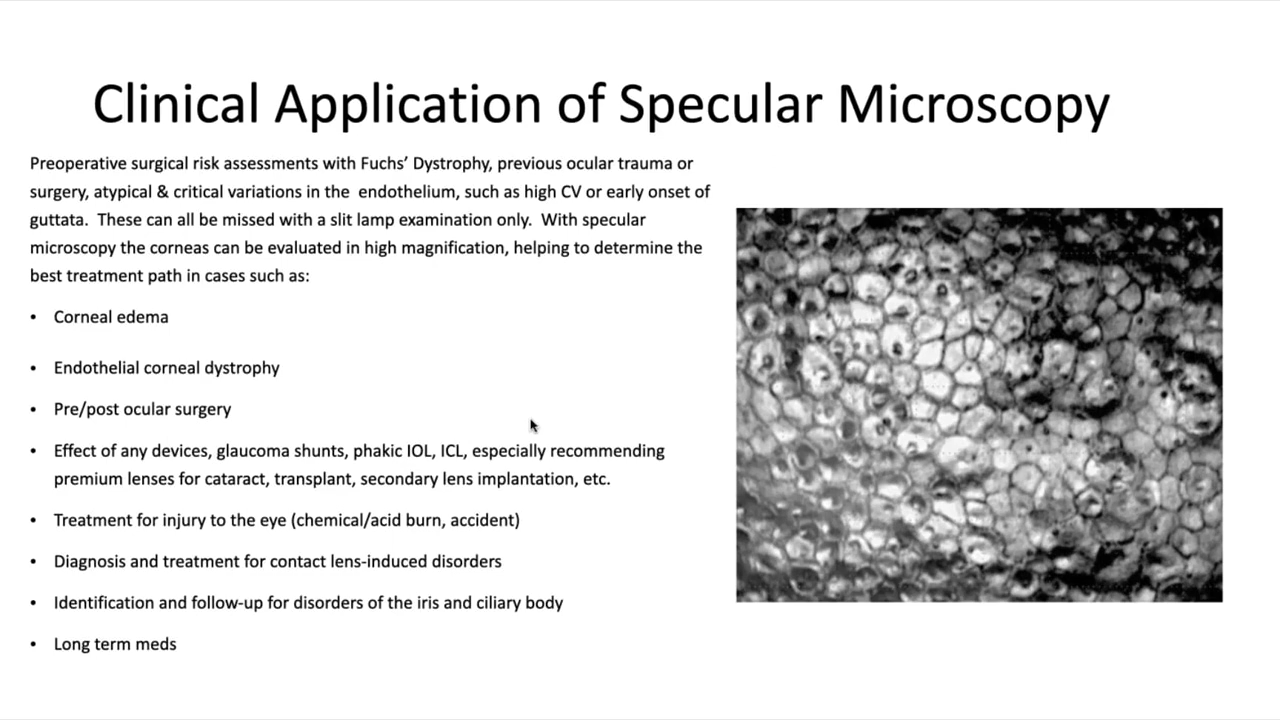 Clinical Application of Specular Microscopy
Preoperative surgical risk assessments with Fuchs' Dystrophy, previous ocular trauma or
surgery, atypical & critical variations in the  endothelium, such as high CV or early onset of
guttata.  These can all be missed with a slit lamp examination only.  With specular
microscopy the corneas can be evaluated in high magnification, helping to determine the
best treatment path in cases such as:
• Corneal edema
• Endothelial corneal dystrophy
• Pre/post ocular surgery
• Effect of any devices, glaucoma shunts, phakic IOL, ICL, especially recommending
premium lenses for cataract, transplant, secondary lens implantation, etc.
• Treatment for injury to the eye (chemical/acid burn, accident)
• Diagnosis and treatment for contact lens-induced disorders
• Identification and follow-up for disorders of the iris and ciliary body
• Long term meds